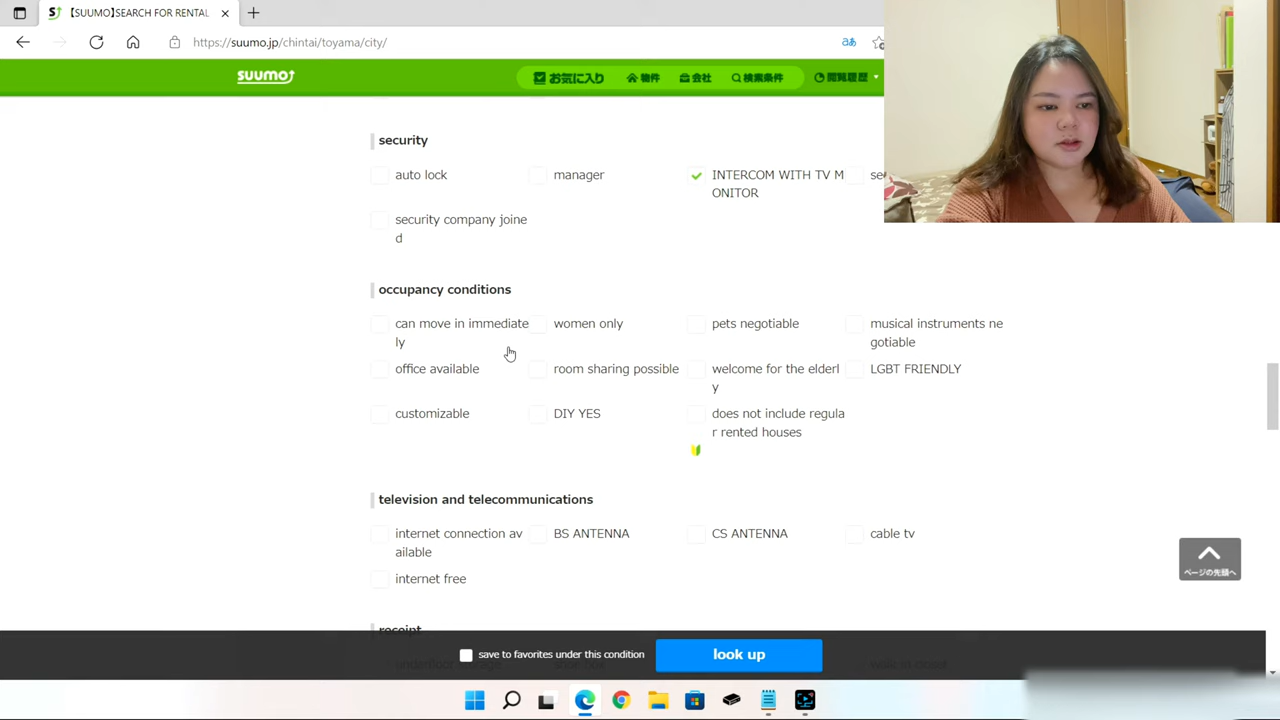 【SUUMO】SEARCH FOR RENTAL
https://suumo.jp/chintai/toyama/city/
ああ
SUUMO
お気に入り 物件 会社 検索条件 閲覧履歴
security
auto lock manager INTERCOM WITH TV M se
ONITOR
security company joine
d
occupancy conditions
can move in immediate women only pets negotiable musical instruments ne
ly gotiable
office available room sharing possible welcome for the elderl LGBT FRIENDLY
y
customizable DIY YES does not include regula
r rented houses
television and telecommunications
internet connection av BS ANTENNA CS ANTENNA cable tv
ailable
internet free
ページの先頭へ
receipt
save to favorites under this condition look up